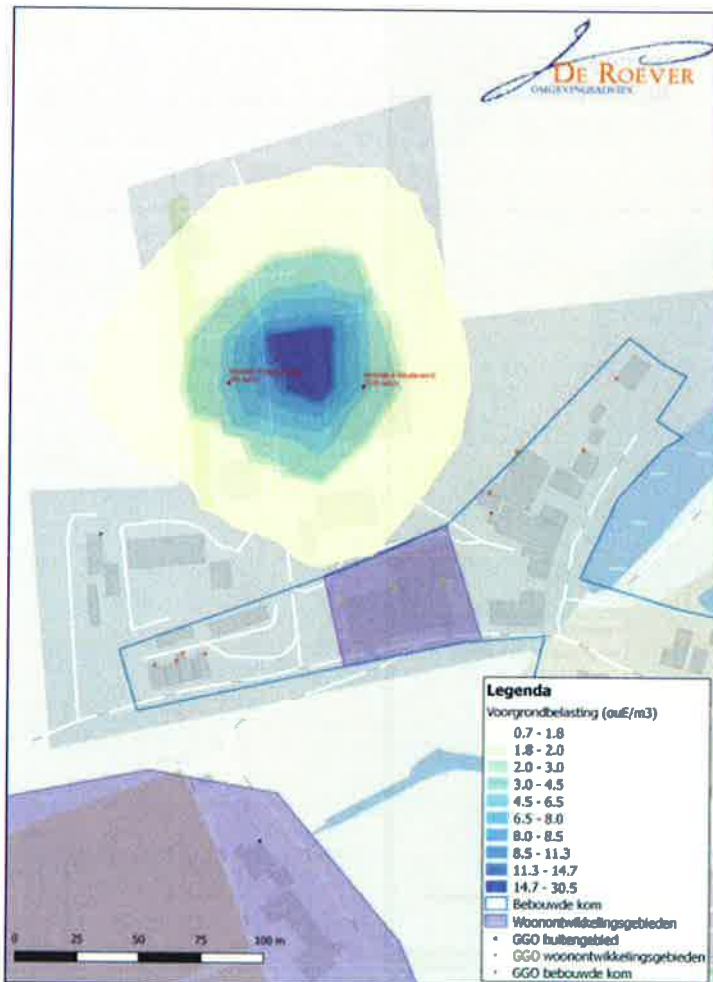 DE ROEVER
OMGEVINGSADVIES
Legenda
Voorgrondbelasting (ouE/m3)
0.7 - 1.8
1.8 - 2.0
2.0 - 3.0
3.0 - 4.5
4.5 - 6.5
6.5 - 8.0
8.0 - 8.5
8.5 - 11.3
11.3 - 14.7
14.7 - 30.5
Bebouwde kom
Woonontwikkelingsgebieden
GGO buitengebied
GGO woonontwikkelingsgebieden
GGO bebouwde kom
0 25 50 75 100 m